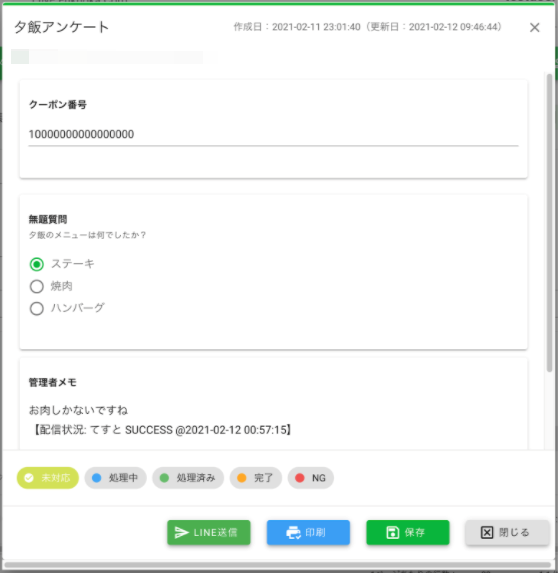 夕飯アンケート
作成日：2021-02-11 23:01:40（更新日：2021-02-12 09:46:44）
クーポン番号
10000000000000000
無題質問
夕飯のメニューは何でしたか？
ステーキ
焼肉
ハンバーグ
管理者メモ
お肉しかないですね
【配信状況: てすと SUCCESS @2021-02-12 00:57:15】
未対応 処理中 処理済み 完了 NG
LINE送信 印刷 保存 閉じる